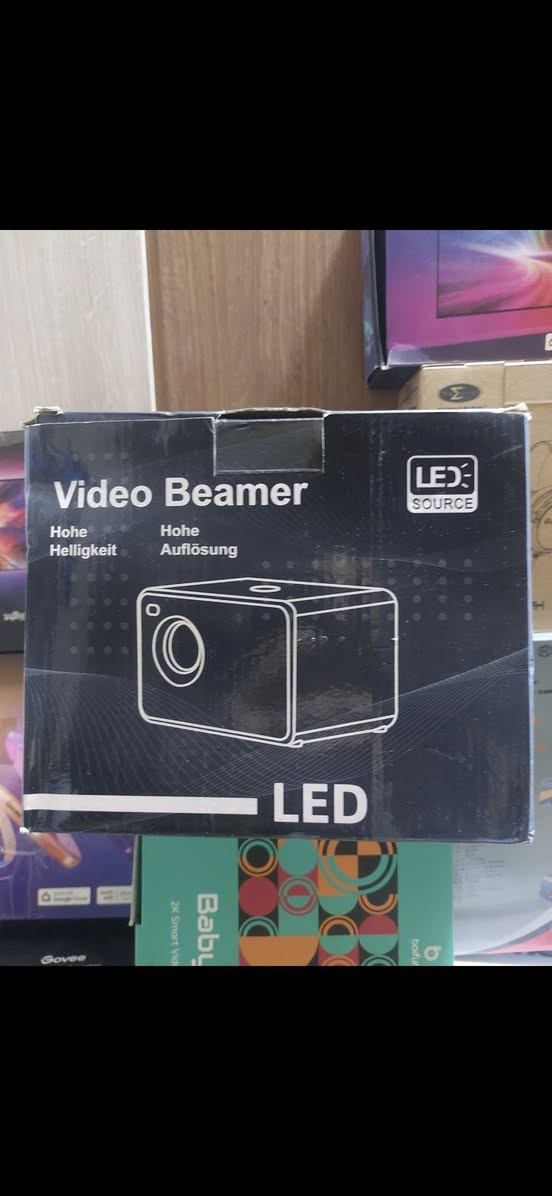 Video Beamer
LED
SOURCE
Hohe
Helligkeit
Hohe
Auflösung
LED
Govee
Baby
2K Smart Vid